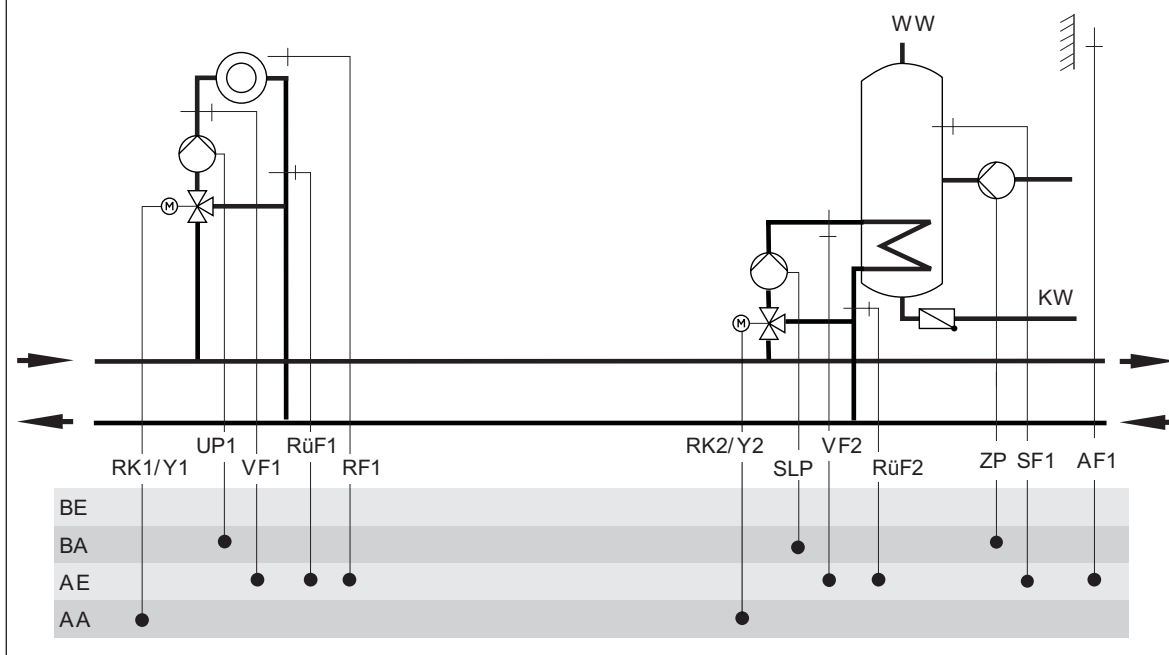 WW
M
M
KW
UP1
RüF1
RK1/Y1
VF1
RF1
RK2/Y2
VF2
SLP
RüF2
ZP
SF1
AF1
BE
BA
AE
AA